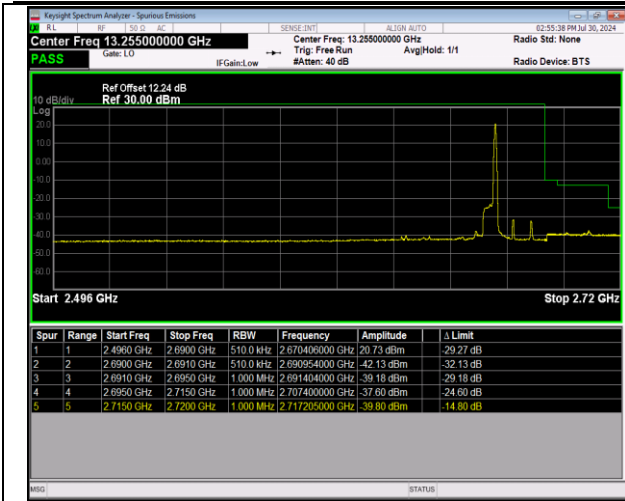 Keysight Spectrum Analyzer - Spurious Emissions
RL RF 50 Ω AC SENSE:INT ALIGN AUTO 02:55:38 PM Jul 30, 2024
Center Freq 13.255000000 GHz Center Freq: 13.255000000 GHz Radio Std: None
PASS Gate: LO Trig: Free Run Avg|Hold: 1/1
IFGain:Low #Atten: 40 dB Radio Device: BTS
Ref Offset 12.24 dB
10 dB/div Ref 30.00 dBm
Log
20.0
10.0
0.00
-10.0
-20.0
-30.0
-40.0
-50.0
-60.0
Start 2.496 GHz Stop 2.72 GHz
Spur Range Start Freq Stop Freq RBW Frequency Amplitude Δ Limit
1 1 2.4960 GHz 2.6900 GHz 510.0 kHz 2.670406000 GHz 20.73 dBm -29.27 dB
2 2 2.6900 GHz 2.6910 GHz 510.0 kHz 2.690954000 GHz -42.13 dBm -32.13 dB
3 3 2.6910 GHz 2.6950 GHz 1.000 MHz 2.691404000 GHz -39.18 dBm -29.18 dB
4 4 2.6950 GHz 2.7150 GHz 1.000 MHz 2.707400000 GHz -37.60 dBm -24.60 dB
5 5 2.7150 GHz 2.7200 GHz 1.000 MHz 2.717205000 GHz -39.80 dBm -14.80 dB
MSG STATUS